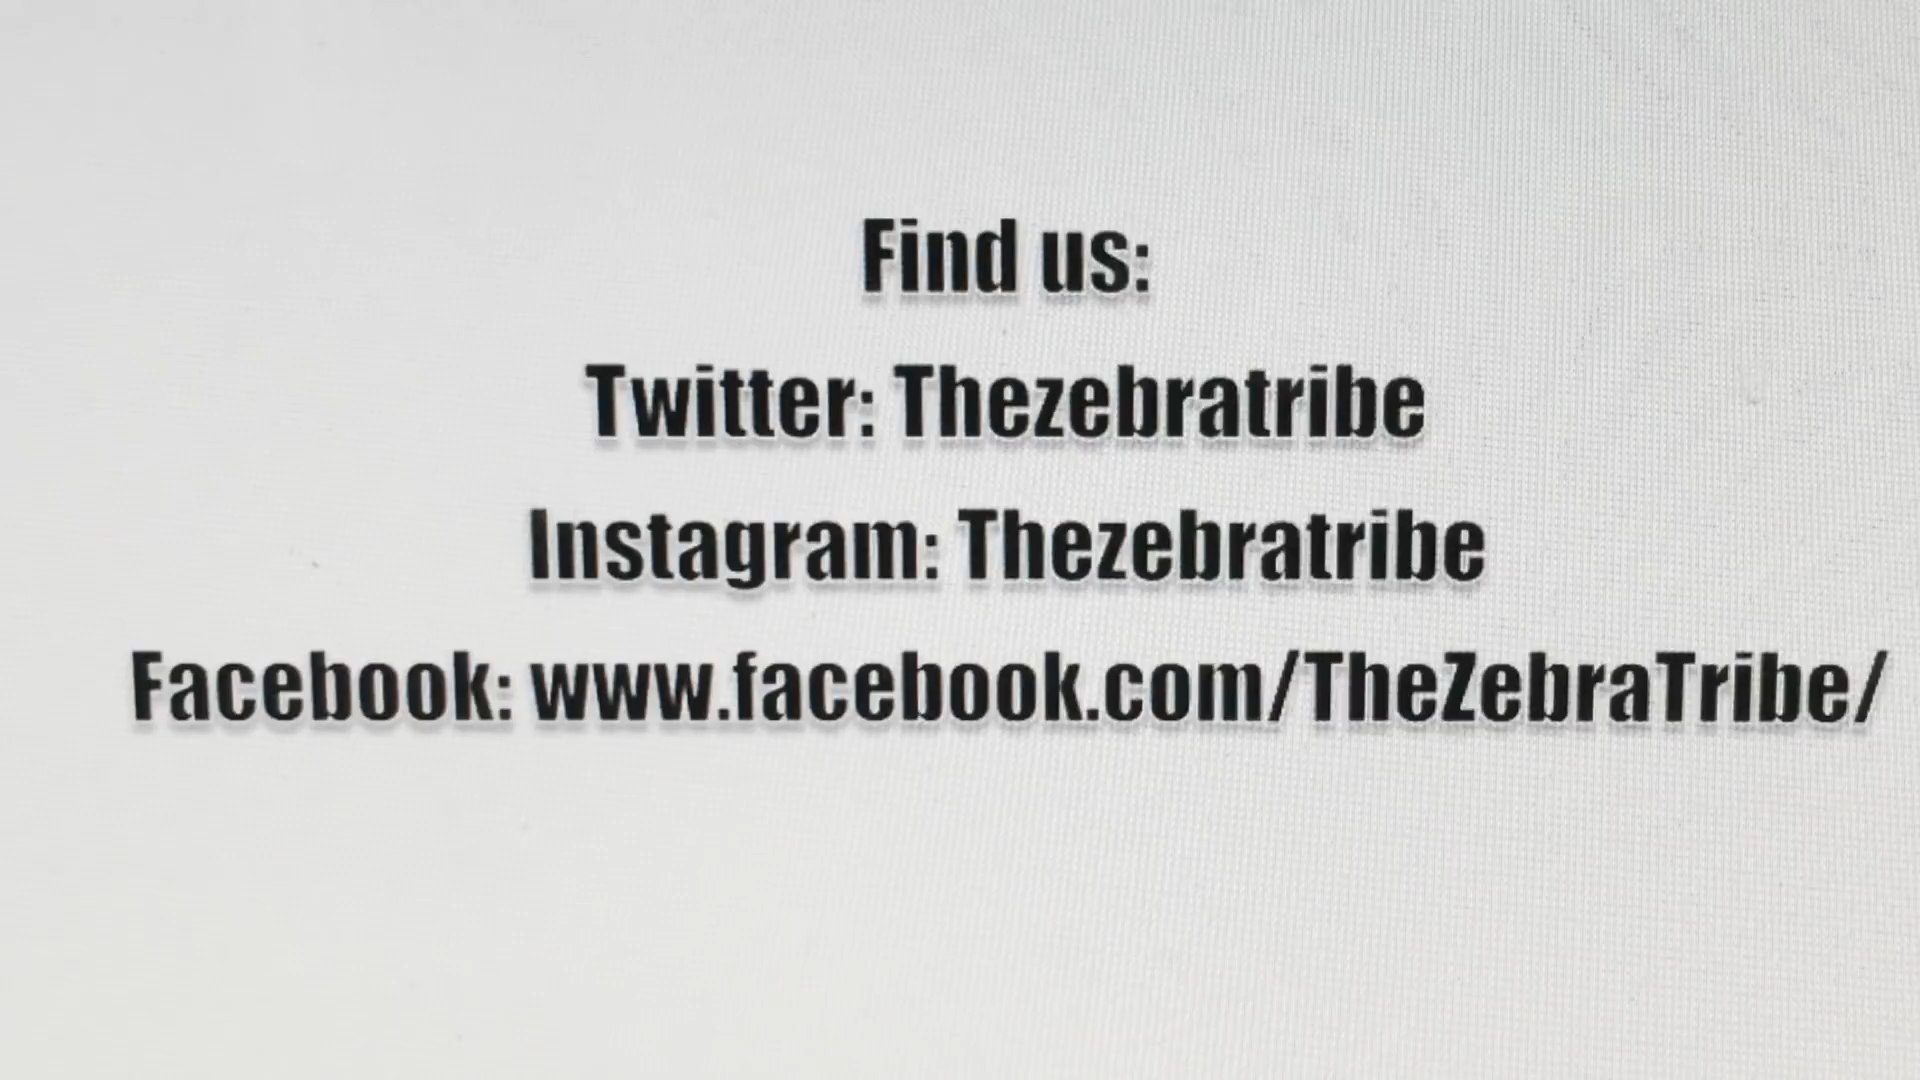 Find us:
Twitter: Thezebratribe
Instagram: Thezebratribe
Facebook: www.facebook.com/TheZebraTribe/